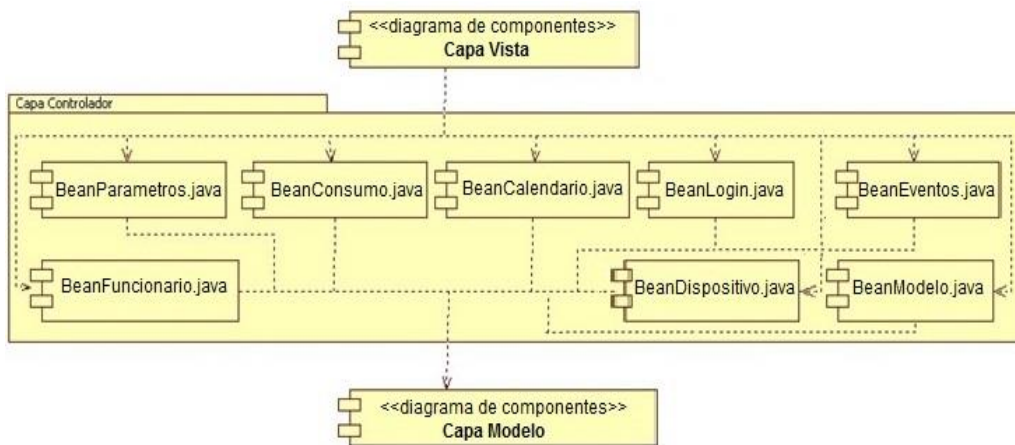 <<diagrama de componentes>>
Capa Vista
Capa Controlador
BeanParametros.java
BeanConsumo.java
BeanCalendario.java
BeanLogin.java
BeanEventos.java
BeanFuncionario.java
BeanDispositivo.java
BeanModelo.java
<<diagrama de componentes>>
Capa Modelo